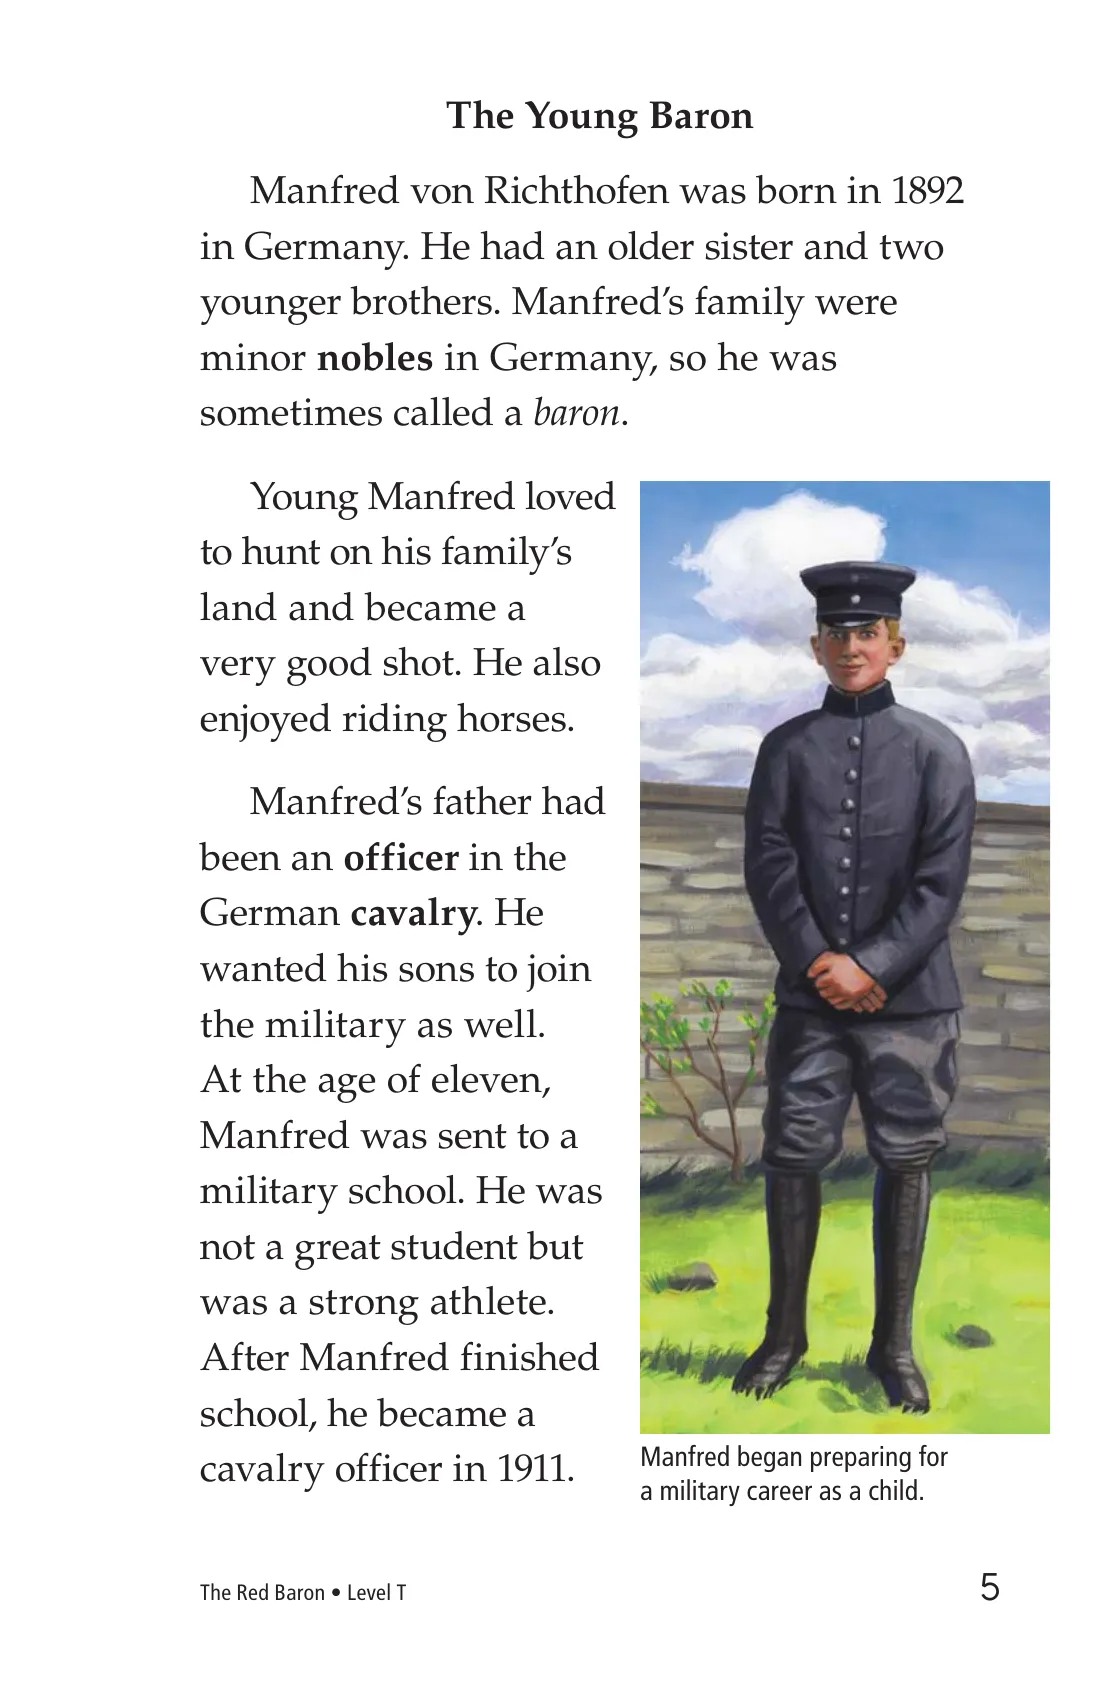 The Young Baron
Manfred von Richthofen was born in 1892
in Germany. He had an older sister and two
younger brothers. Manfred’s family were
minor nobles in Germany, so he was
sometimes called a baron.
Young Manfred loved
to hunt on his family’s
land and became a
very good shot. He also
enjoyed riding horses.
Manfred’s father had
been an officer in the
German cavalry. He
wanted his sons to join
the military as well.
At the age of eleven,
Manfred was sent to a
military school. He was
not a great student but
was a strong athlete.
After Manfred finished
school, he became a
cavalry officer in 1911.
Manfred began preparing for
a military career as a child.
The Red Baron • Level T
5